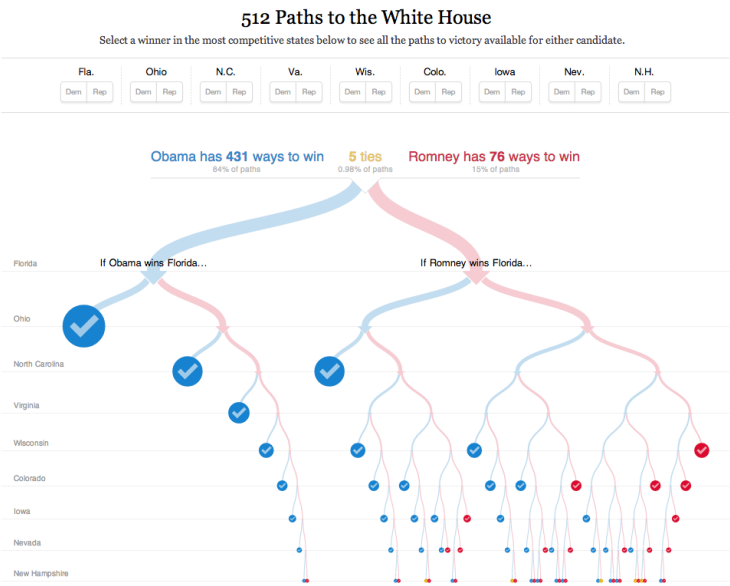 512 Paths to the White House
Select a winner in the most competitive states below to see all the paths to victory available for either candidate.
Fla. Ohio N.C. Va. Wis. Colo. Iowa Nev. N.H.
Dem Rep Dem Rep Dem Rep Dem Rep Dem Rep Dem Rep Dem Rep Dem Rep Dem Rep
Obama has 431 ways to win 5 ties Romney has 76 ways to win
84% of paths 0.98% of paths 15% of paths
Florida If Obama wins Florida... If Romney wins Florida...
Ohio
North Carolina
Virginia
Wisconsin
Colorado
Iowa
Nevada
New Hampshire